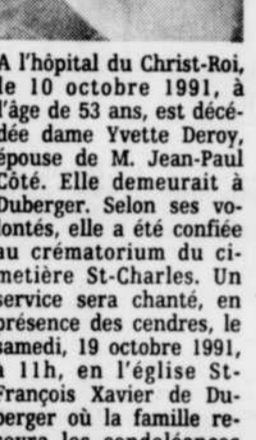 A l'hôpital du Christ-Roi,
le 10 octobre 1991, à
l'âge de 53 ans, est décé-
dée dame Yvette Deroy,
épouse de M. Jean-Paul
Côté. Elle demeurait à
Duberger. Selon ses vo-
lontés, elle a été confiée
au crématorium du ci-
metière St-Charles. Un
service sera chanté, en
présence des cendres, le
samedi, 19 octobre 1991,
à 11h, en l'église St-
François Xavier de Du-
berger où la famille re-
cevra les condoléances